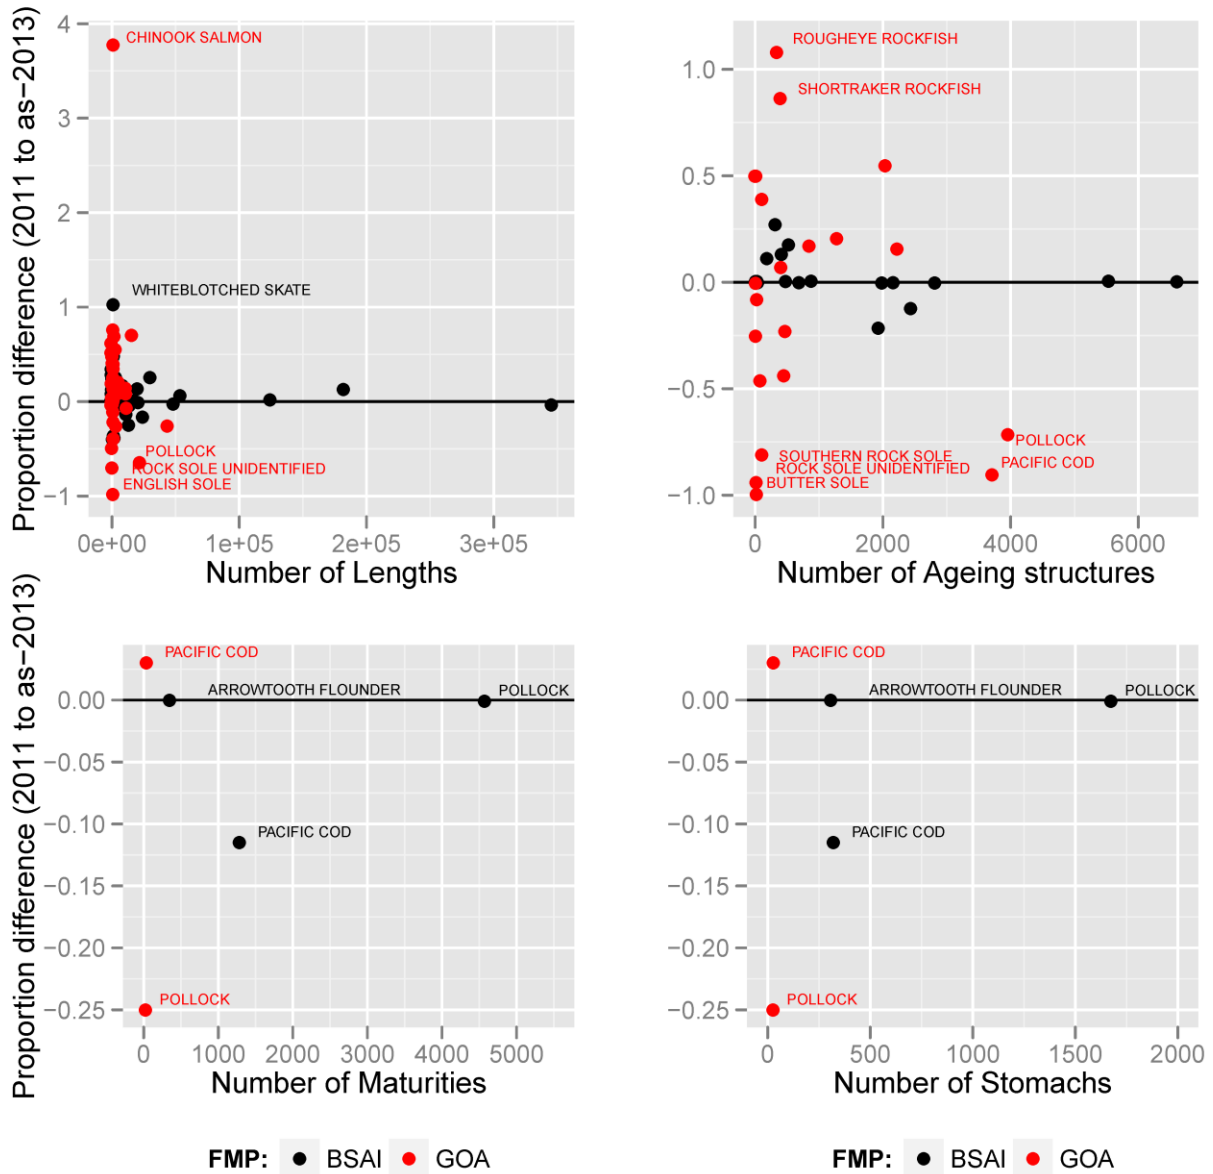 Proportion difference (2011 to as−2013)
4
3
2
1
0
−1
CHINOOK SALMON
WHITEBLOTCHED SKATE
POLLOCK
ROCK SOLE UNIDENTIFIED
ENGLISH SOLE
0e+00 1e+05 2e+05 3e+05
Number of Lengths
1.0
0.5
0.0
−0.5
−1.0
ROUGHEYE ROCKFISH
SHORTRAKER ROCKFISH
POLLOCK
SOUTHERN ROCK SOLE
PACIFIC COD
ROCK SOLE UNIDENTIFIED
BUTTER SOLE
0 2000 4000 6000
Number of Ageing structures
Proportion difference (2011 to as−2013)
0.00
−0.05
−0.10
−0.15
−0.20
−0.25
PACIFIC COD
ARROWTOOTH FLOUNDER POLLOCK
PACIFIC COD
POLLOCK
0 1000 2000 3000 4000 5000
Number of Maturities
0.00
−0.05
−0.10
−0.15
−0.20
−0.25
PACIFIC COD
ARROWTOOTH FLOUNDER POLLOCK
PACIFIC COD
POLLOCK
0 500 1000 1500 2000
Number of Stomachs
FMP: BSAI GOA
FMP: BSAI GOA